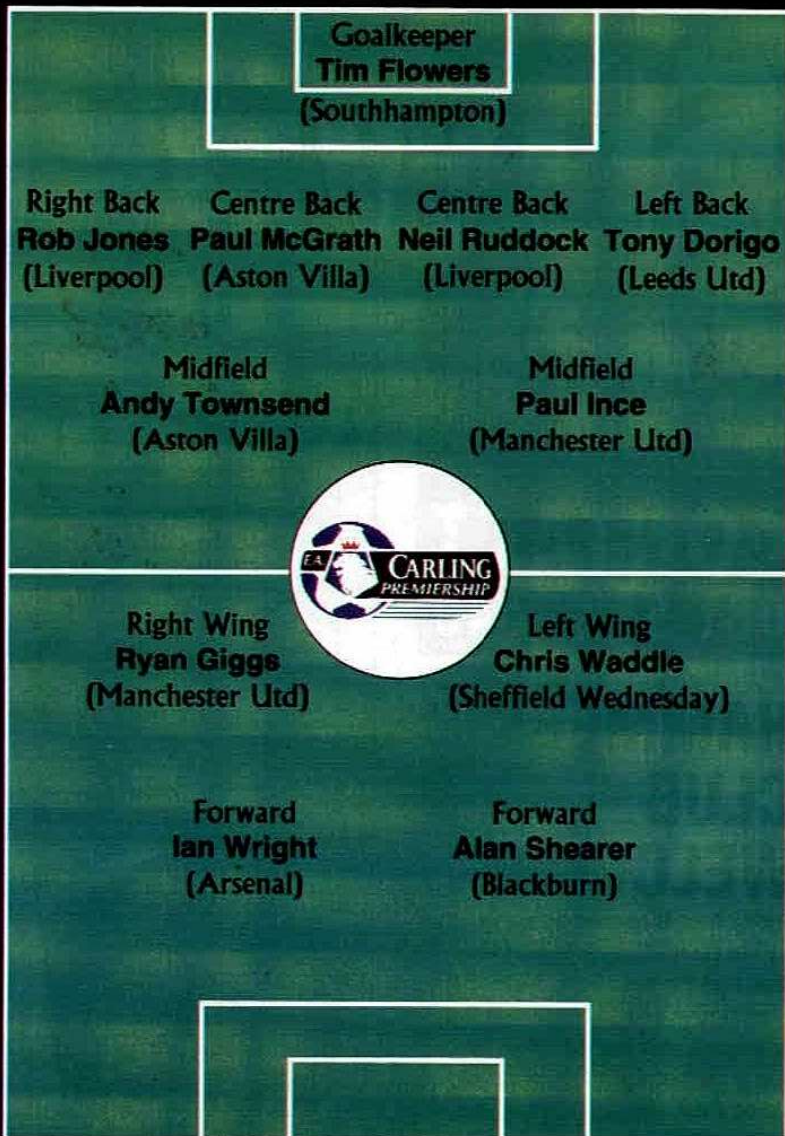 Goalkeeper
Tim Flowers
(Southhampton)
Right Back
Rob Jones
(Liverpool)
Centre Back
Paul McGrath
(Aston Villa)
Centre Back
Neil Ruddock
(Liverpool)
Left Back
Tony Dorigo
(Leeds Utd)
Midfield
Andy Townsend
(Aston Villa)
Midfield
Paul Ince
(Manchester Utd)
F.A.
CARLING
PREMIERSHIP
Right Wing
Ryan Giggs
(Manchester Utd)
Left Wing
Chris Waddle
(Sheffield Wednesday)
Forward
Ian Wright
(Arsenal)
Forward
Alan Shearer
(Blackburn)